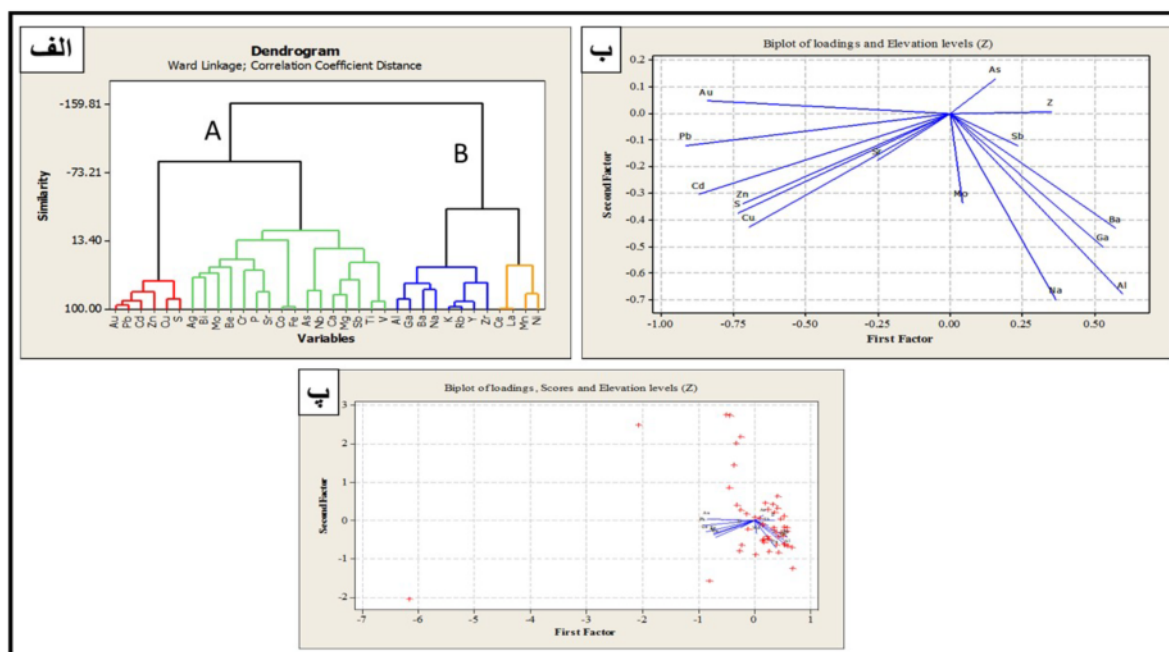 الف
Dendrogram
Ward Linkage; Correlation Coefficient Distance
-159.81
-73.21
13.40
100.00
Similarity
A
B
Au Pb Cd Zn Cu S Ag Bi Mo Be Cr P Sr Co Fe As Nb Ca Mg Sb Ti V Al Ga Ba Na K Rb Y Zr Ce La Mn Ni
Variables
ب
Biplot of loadings and Elevation levels (Z)
0.2
0.1
0.0
-0.1
-0.2
-0.3
-0.4
-0.5
-0.6
-0.7
Second Factor
As
Au
Z
Pb
Sb
Cd
Zn
Mo
S
Cu
Ba
Ga
Na
Al
-1.00 -0.75 -0.50 -0.25 0.00 0.25 0.50
First Factor
پ
Biplot of loadings, Scores and Elevation levels (Z)
3
2
1
0
-1
-2
Second Factor
-7 -6 -5 -4 -3 -2 -1 0 1
First Factor